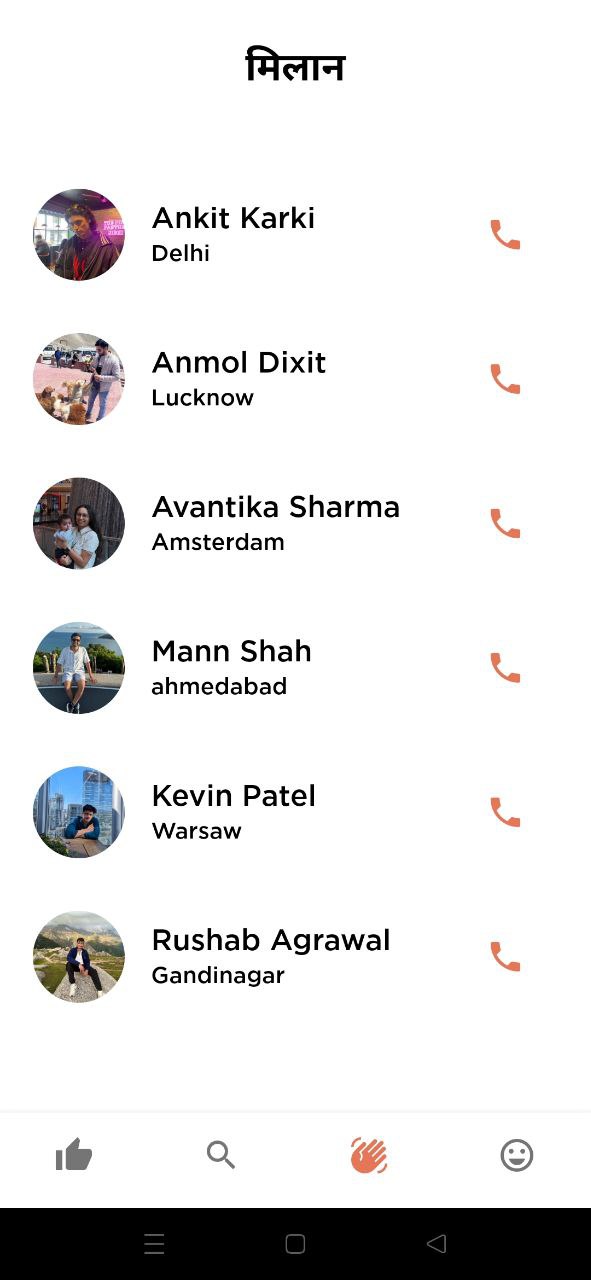 मिलान
Ankit Karki
Delhi
Anmol Dixit
Lucknow
Avantika Sharma
Amsterdam
Mann Shah
ahmedabad
Kevin Patel
Warsaw
Rushab Agrawal
Gandinagar